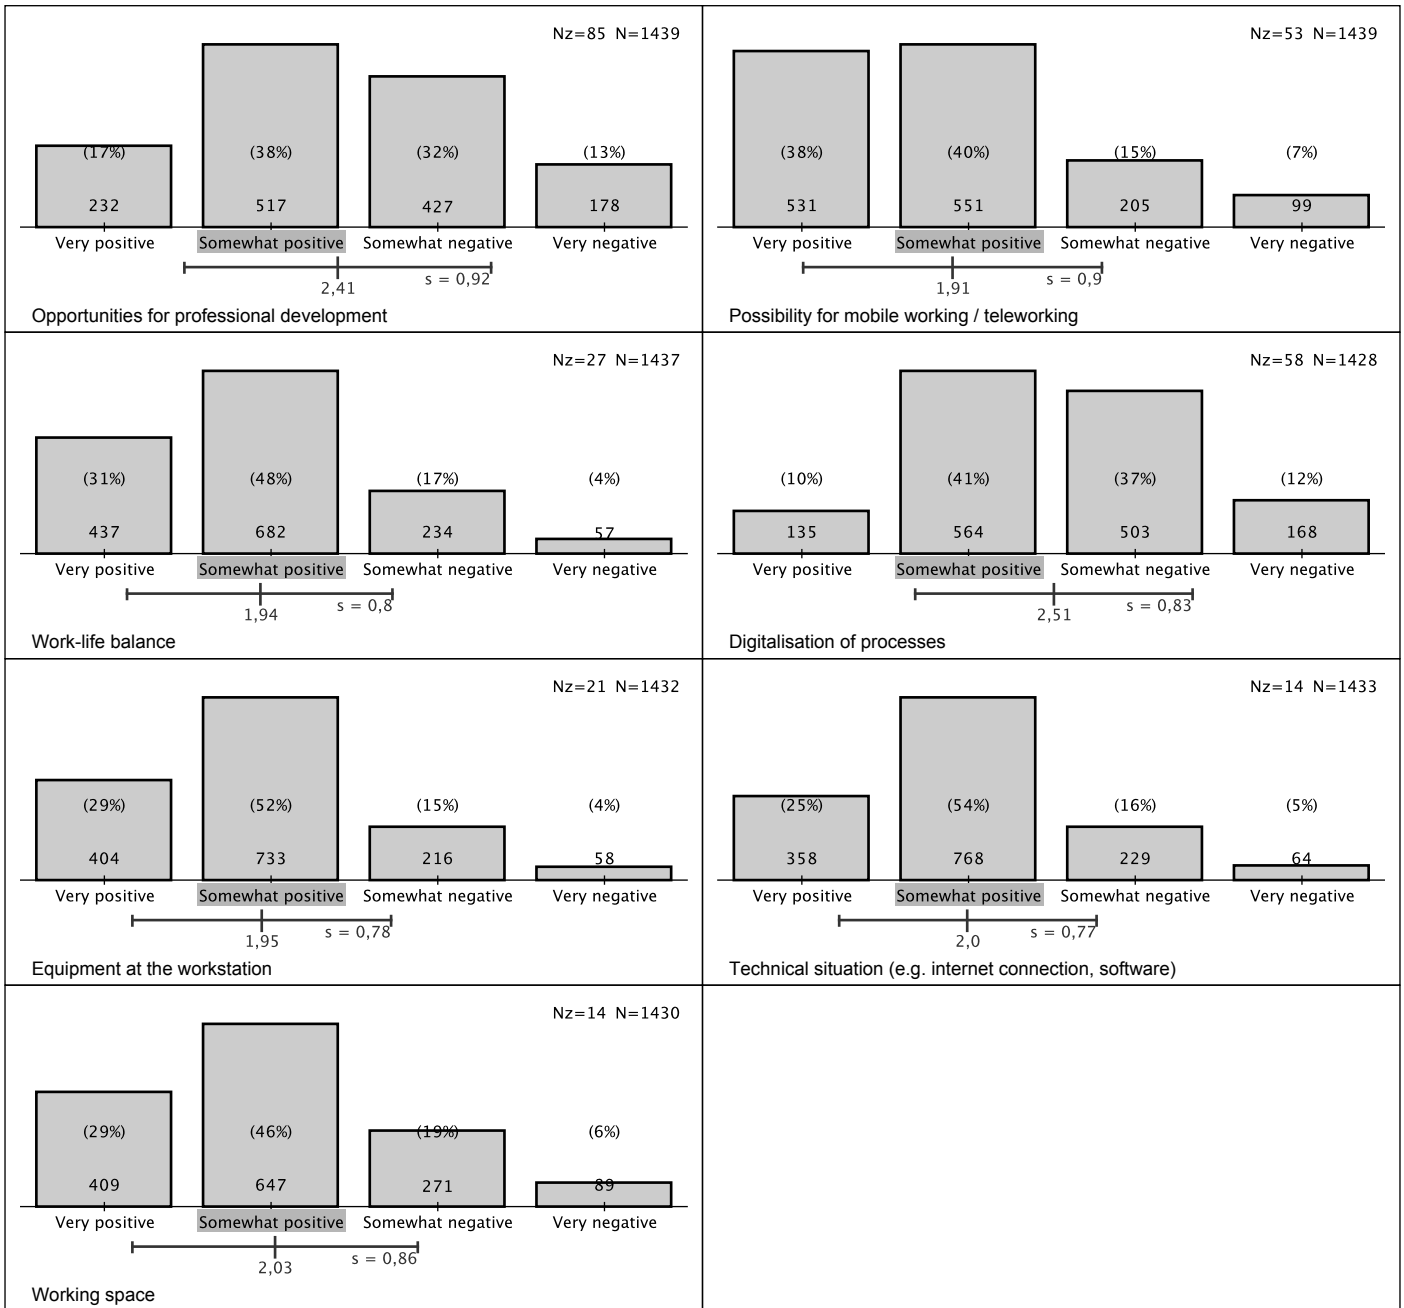 Nz=85 N=1439
(17%) (38%) (32%) (13%)
232 517 427 178
Very positive Somewhat positive Somewhat negative Very negative
s = 0,92
2,41
Opportunities for professional development
Nz=53 N=1439
(38%) (40%) (15%) (7%)
531 551 205 99
Very positive Somewhat positive Somewhat negative Very negative
s = 0,9
1,91
Possibility for mobile working / teleworking
Nz=27 N=1437
(31%) (48%) (17%) (4%)
437 682 234 57
Very positive Somewhat positive Somewhat negative Very negative
s = 0,8
1,94
Work-life balance
Nz=58 N=1428
(10%) (41%) (37%) (12%)
135 564 503 168
Very positive Somewhat positive Somewhat negative Very negative
s = 0,83
2,51
Digitalisation of processes
Nz=21 N=1432
(29%) (52%) (15%) (4%)
404 733 216 58
Very positive Somewhat positive Somewhat negative Very negative
s = 0,78
1,95
Equipment at the workstation
Nz=14 N=1433
(25%) (54%) (16%) (5%)
358 768 229 64
Very positive Somewhat positive Somewhat negative Very negative
s = 0,77
2,0
Technical situation (e.g. internet connection, software)
Nz=14 N=1430
(29%) (46%) (19%) (6%)
409 647 271 89
Very positive Somewhat positive Somewhat negative Very negative
s = 0,86
2,03
Working space